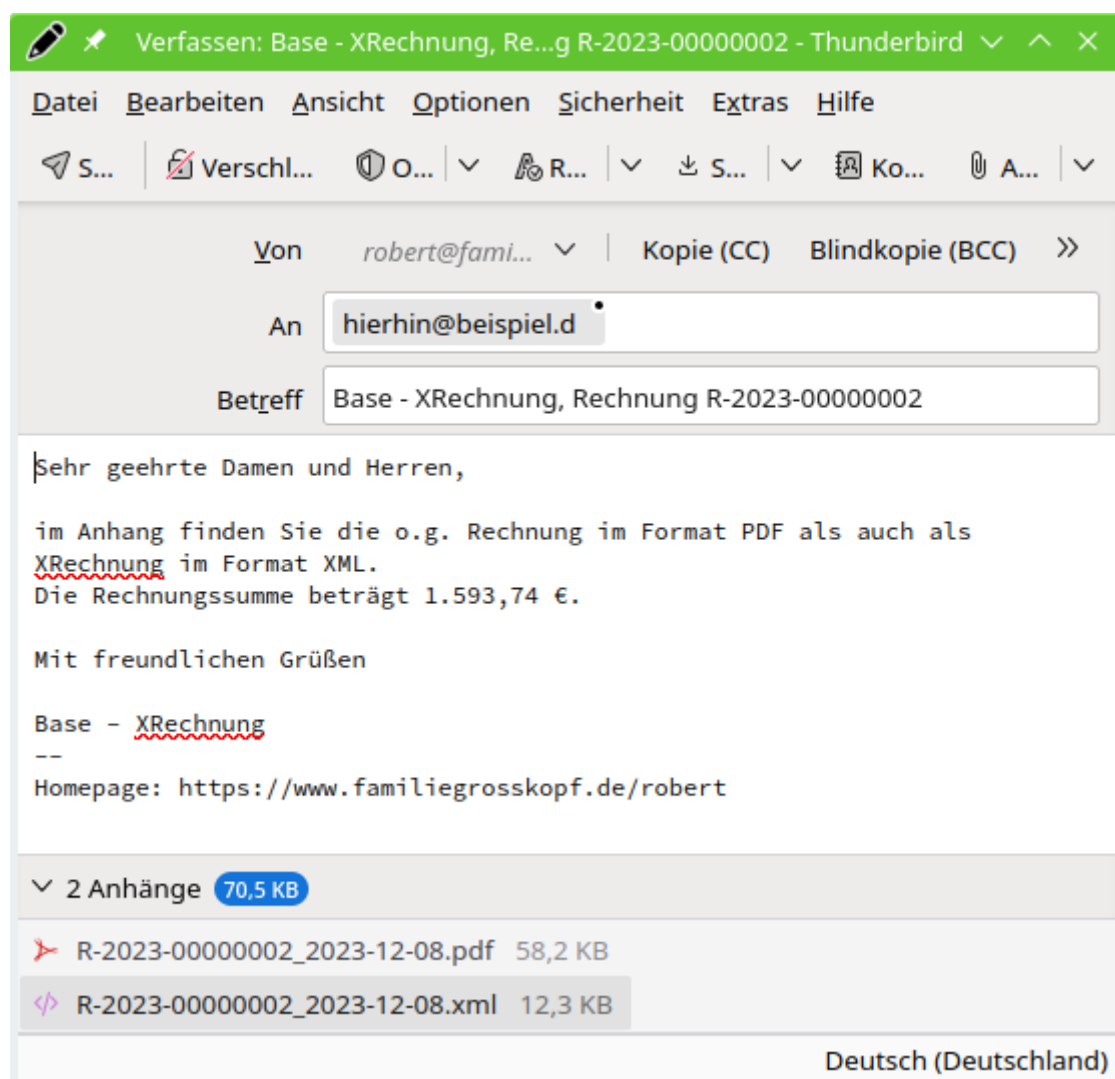 Verfassen: Base - XRechnung, Re...g R-2023-00000002 - Thunderbird
Datei Bearbeiten Ansicht Optionen Sicherheit Extras Hilfe
S... Verschl... O... R... S... Ko... A...
Von robert@fami... Kopie (CC) Blindkopie (BCC)
An hierhin@beispiel.d
Betreff Base - XRechnung, Rechnung R-2023-00000002
Sehr geehrte Damen und Herren,
im Anhang finden Sie die o.g. Rechnung im Format PDF als auch als
XRechnung im Format XML.
Die Rechnungssumme beträgt 1.593,74 €.
Mit freundlichen Grüßen
Base - XRechnung
--
Homepage: https://www.familiegrosskopf.de/robert
2 Anhänge 70,5 KB
R-2023-00000002_2023-12-08.pdf 58,2 KB
R-2023-00000002_2023-12-08.xml 12,3 KB
Deutsch (Deutschland)